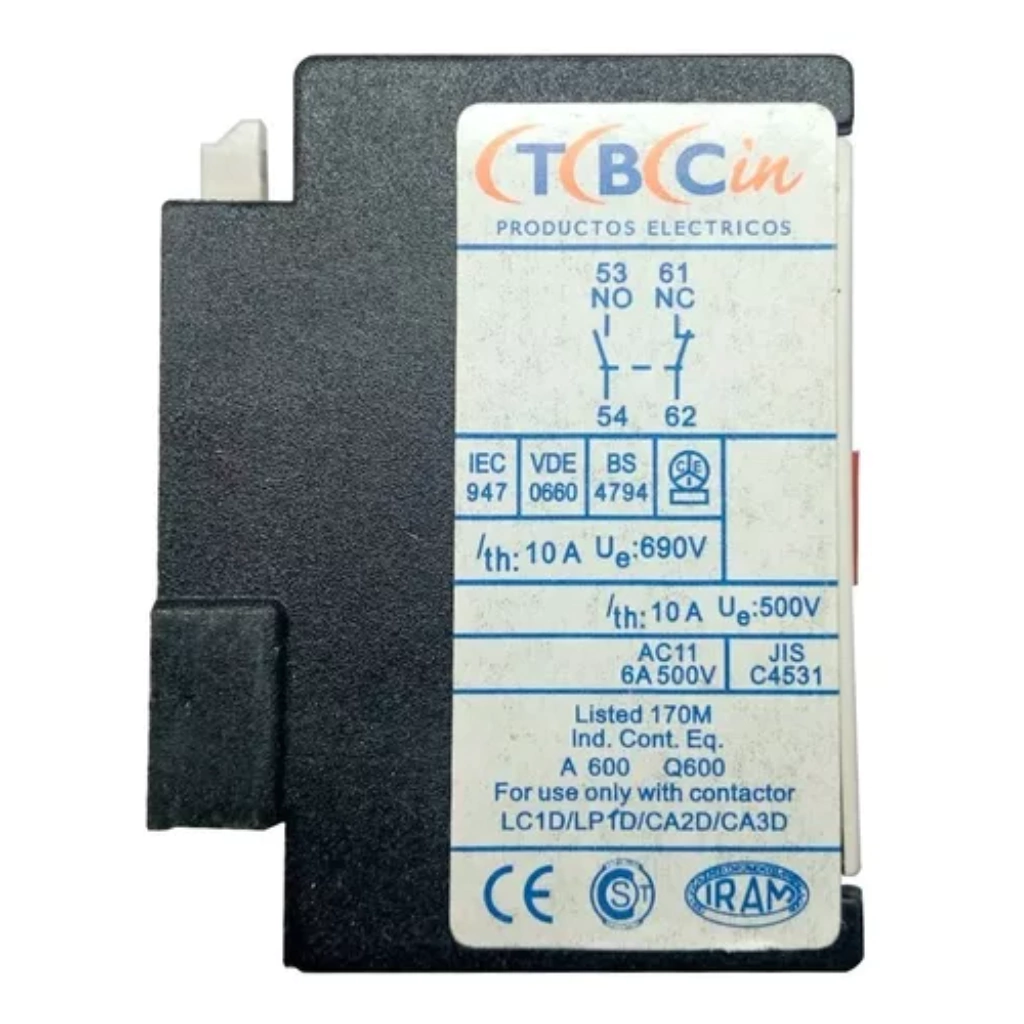 TBCin
PRODUCTOS ELECTRICOS
53 61
NO NC
54 62
IEC 947
VDE 0660
BS 4794
CEI
Ith: 10 A Ue:690V
Ith: 10 A Ue:500V
AC11
6A 500V
JIS
C4531
Listed 170M
Ind. Cont. Eq.
A 600 Q600
For use only with contactor
LC1D/LP1D/CA2D/CA3D
CE
CST
IRAM